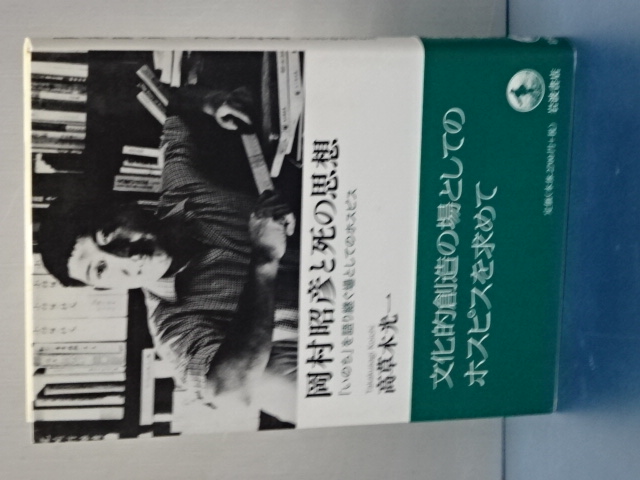 岡村昭彦と死の思想
「いのち」を語り継ぐ場としてのホスピス
Takakusagi Koichi
高草木光一
文化的創造の場としての
ホスピスを求めて
岩波書店